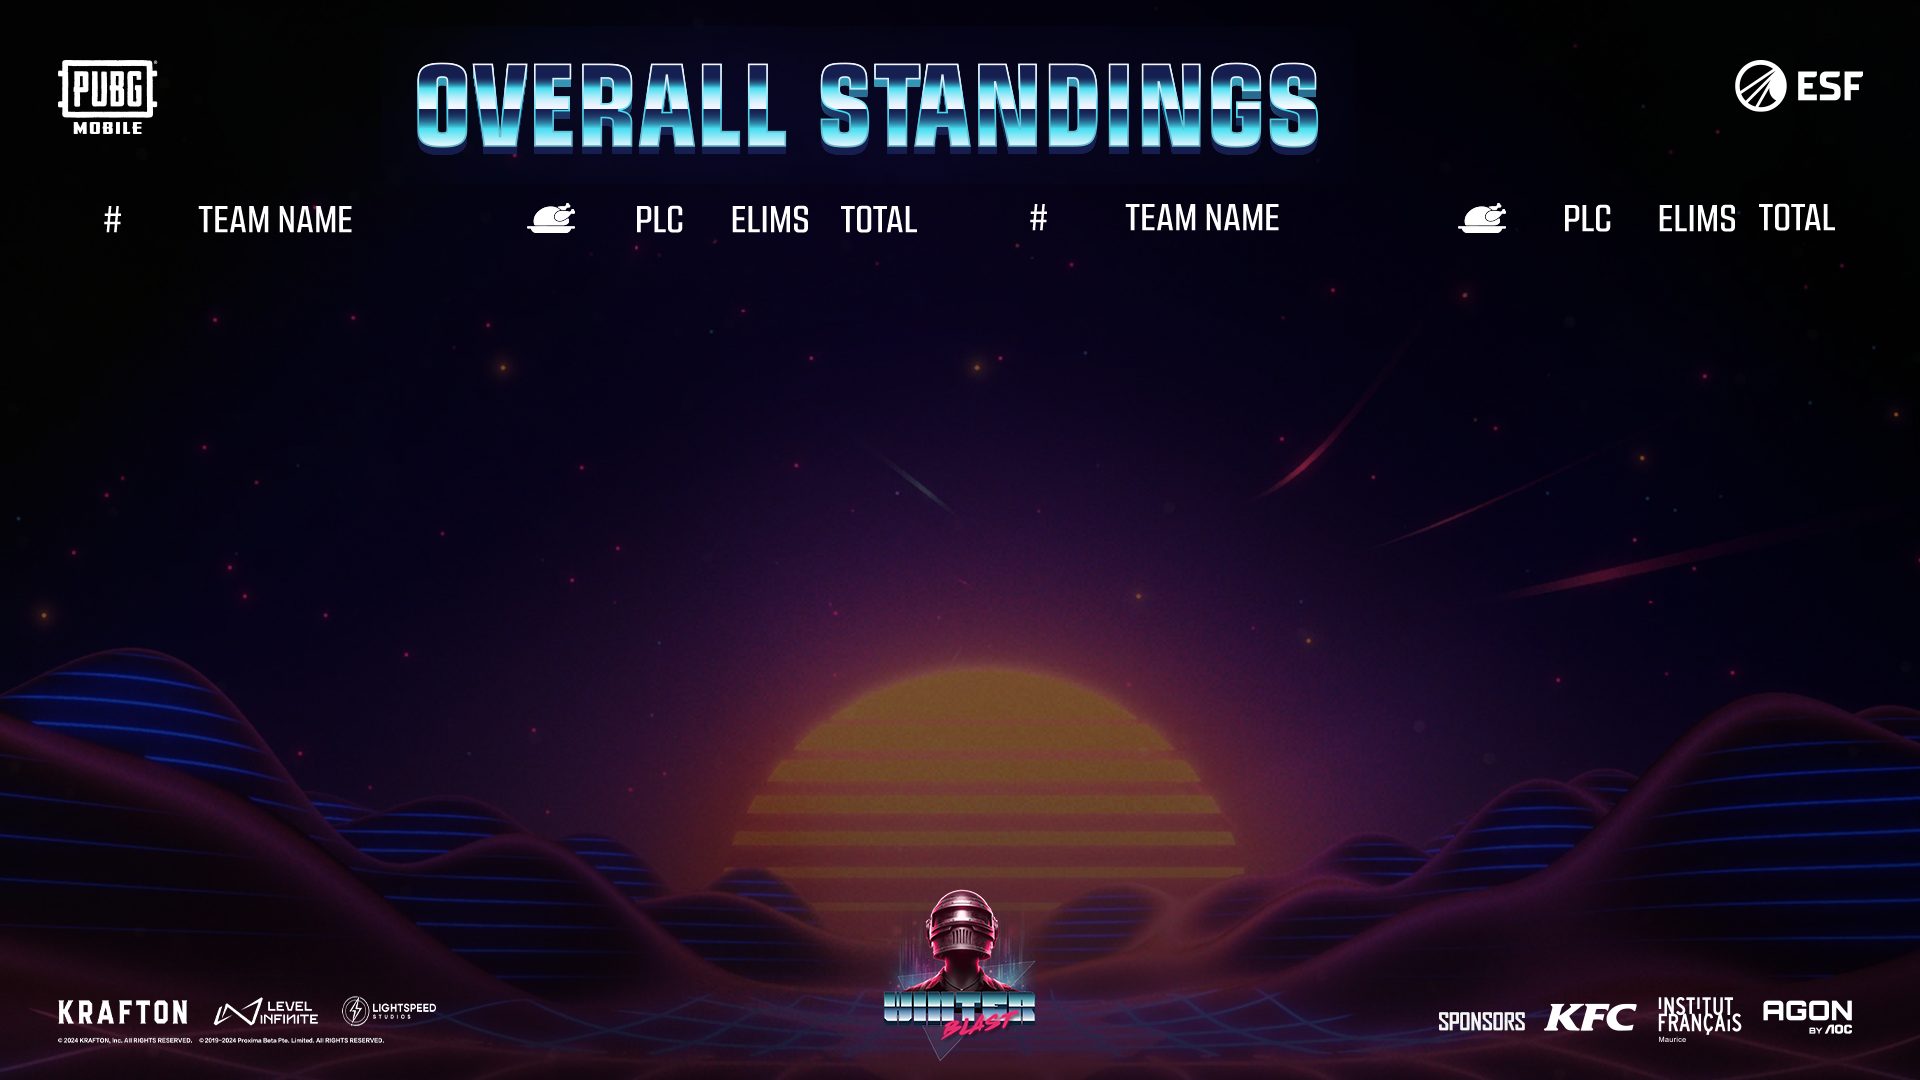 PUBG
MOBILE
OVERALL STANDINGS
ESF
# TEAM NAME PLC ELIMS TOTAL # TEAM NAME PLC ELIMS TOTAL
WINTER
BLAST
KRAFTON
LEVEL
INFINITE
LIGHTSPEED
STUDIOS
© 2024 KRAFTON, Inc. All RIGHTS RESERVED. © 2019-2024 Proxima Beta Pte. Limited. All RIGHTS RESERVED.
SPONSORS
KFC
INSTITUT
FRANÇAIS
Maurice
AGON
BY AOC